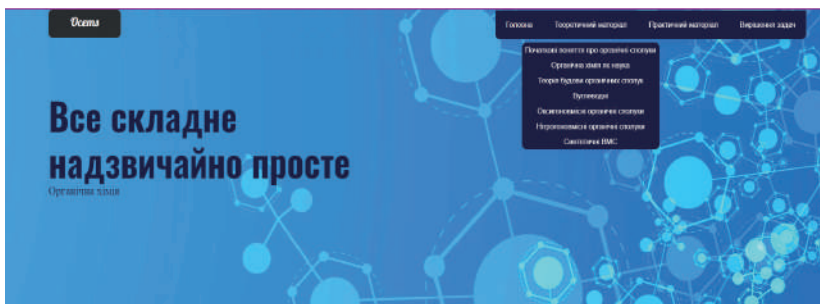 Ocems
Головна Теоретичний матеріал Практичний матеріал Вирішення задач
Початкові поняття про органічні сполуки
Органічна хімія як наука
Теорія будови органічних сполук
Вуглеводні
Оксигеновмісні органічні сполуки
Нітрогеновмісні органічні сполуки
Синтетичні ВМС
Все складне
надзвичайно просте
Органічна хімія